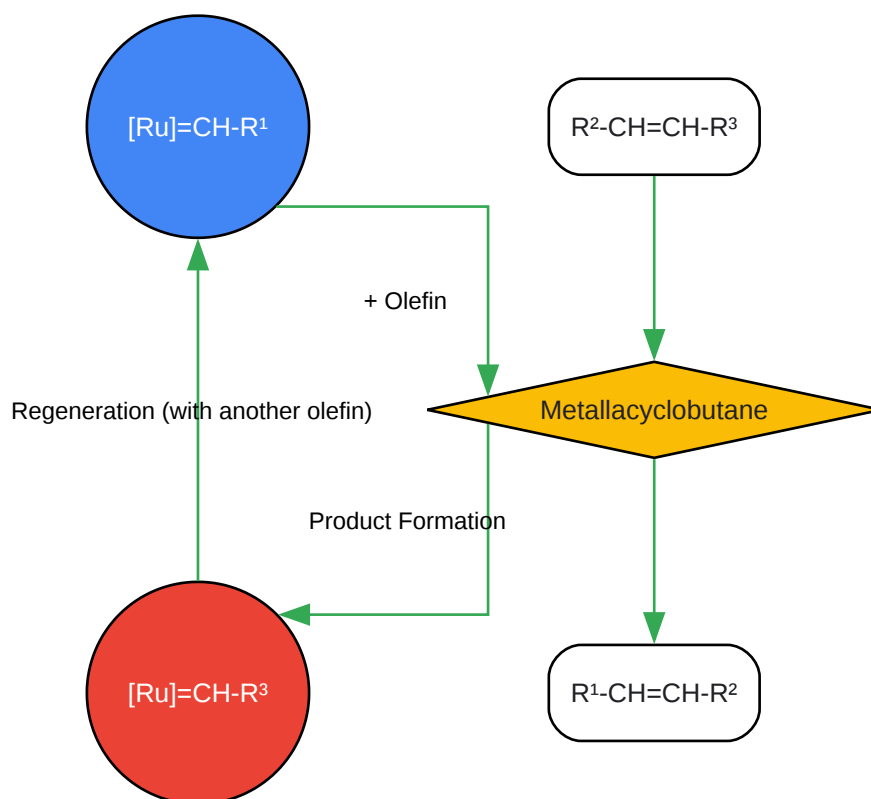 [Ru]=CH-R¹
R²-CH=CH-R³
+ Olefin
Regeneration (with another olefin)
Metallacyclobutane
Product Formation
[Ru]=CH-R³
R¹-CH=CH-R²